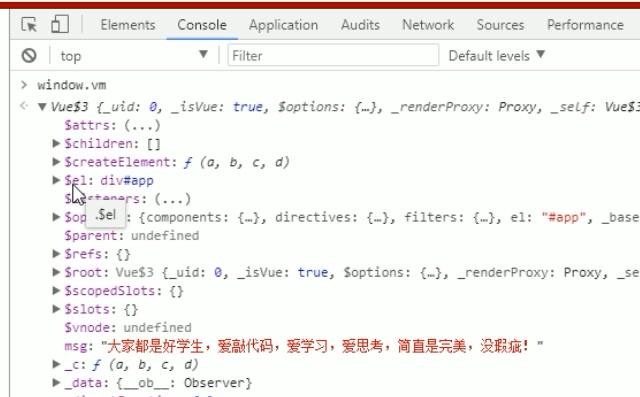 Elements Console Application Audits Network Sources Performance
top ▼ Filter Default levels ▼
> window.vm
▼ Vue$3 {_uid: 0, _isVue: true, $options: {…}, _renderProxy: Proxy, _self: Vue$3
$attrs: (...)
▶ $children: []
▶ $createElement: ƒ (a, b, c, d)
▶ $el: div#app
(...)
.$el
▶ {components: {…}, directives: {…}, filters: {…}, el: "#app", _base
$parent: undefined
▶ $refs: {}
▶ $root: Vue$3 {_uid: 0, _isVue: true, $options: {…}, _renderProxy: Proxy, _se
▶ $scopedSlots: {}
▶ $slots: {}
$vnode: undefined
msg: "大家都是好学生，爱敲代码，爱学习，爱思考，简直是完美，没瑕疵！"
▶ _c: ƒ (a, b, c, d)
▶ _data: {__ob__: Observer}